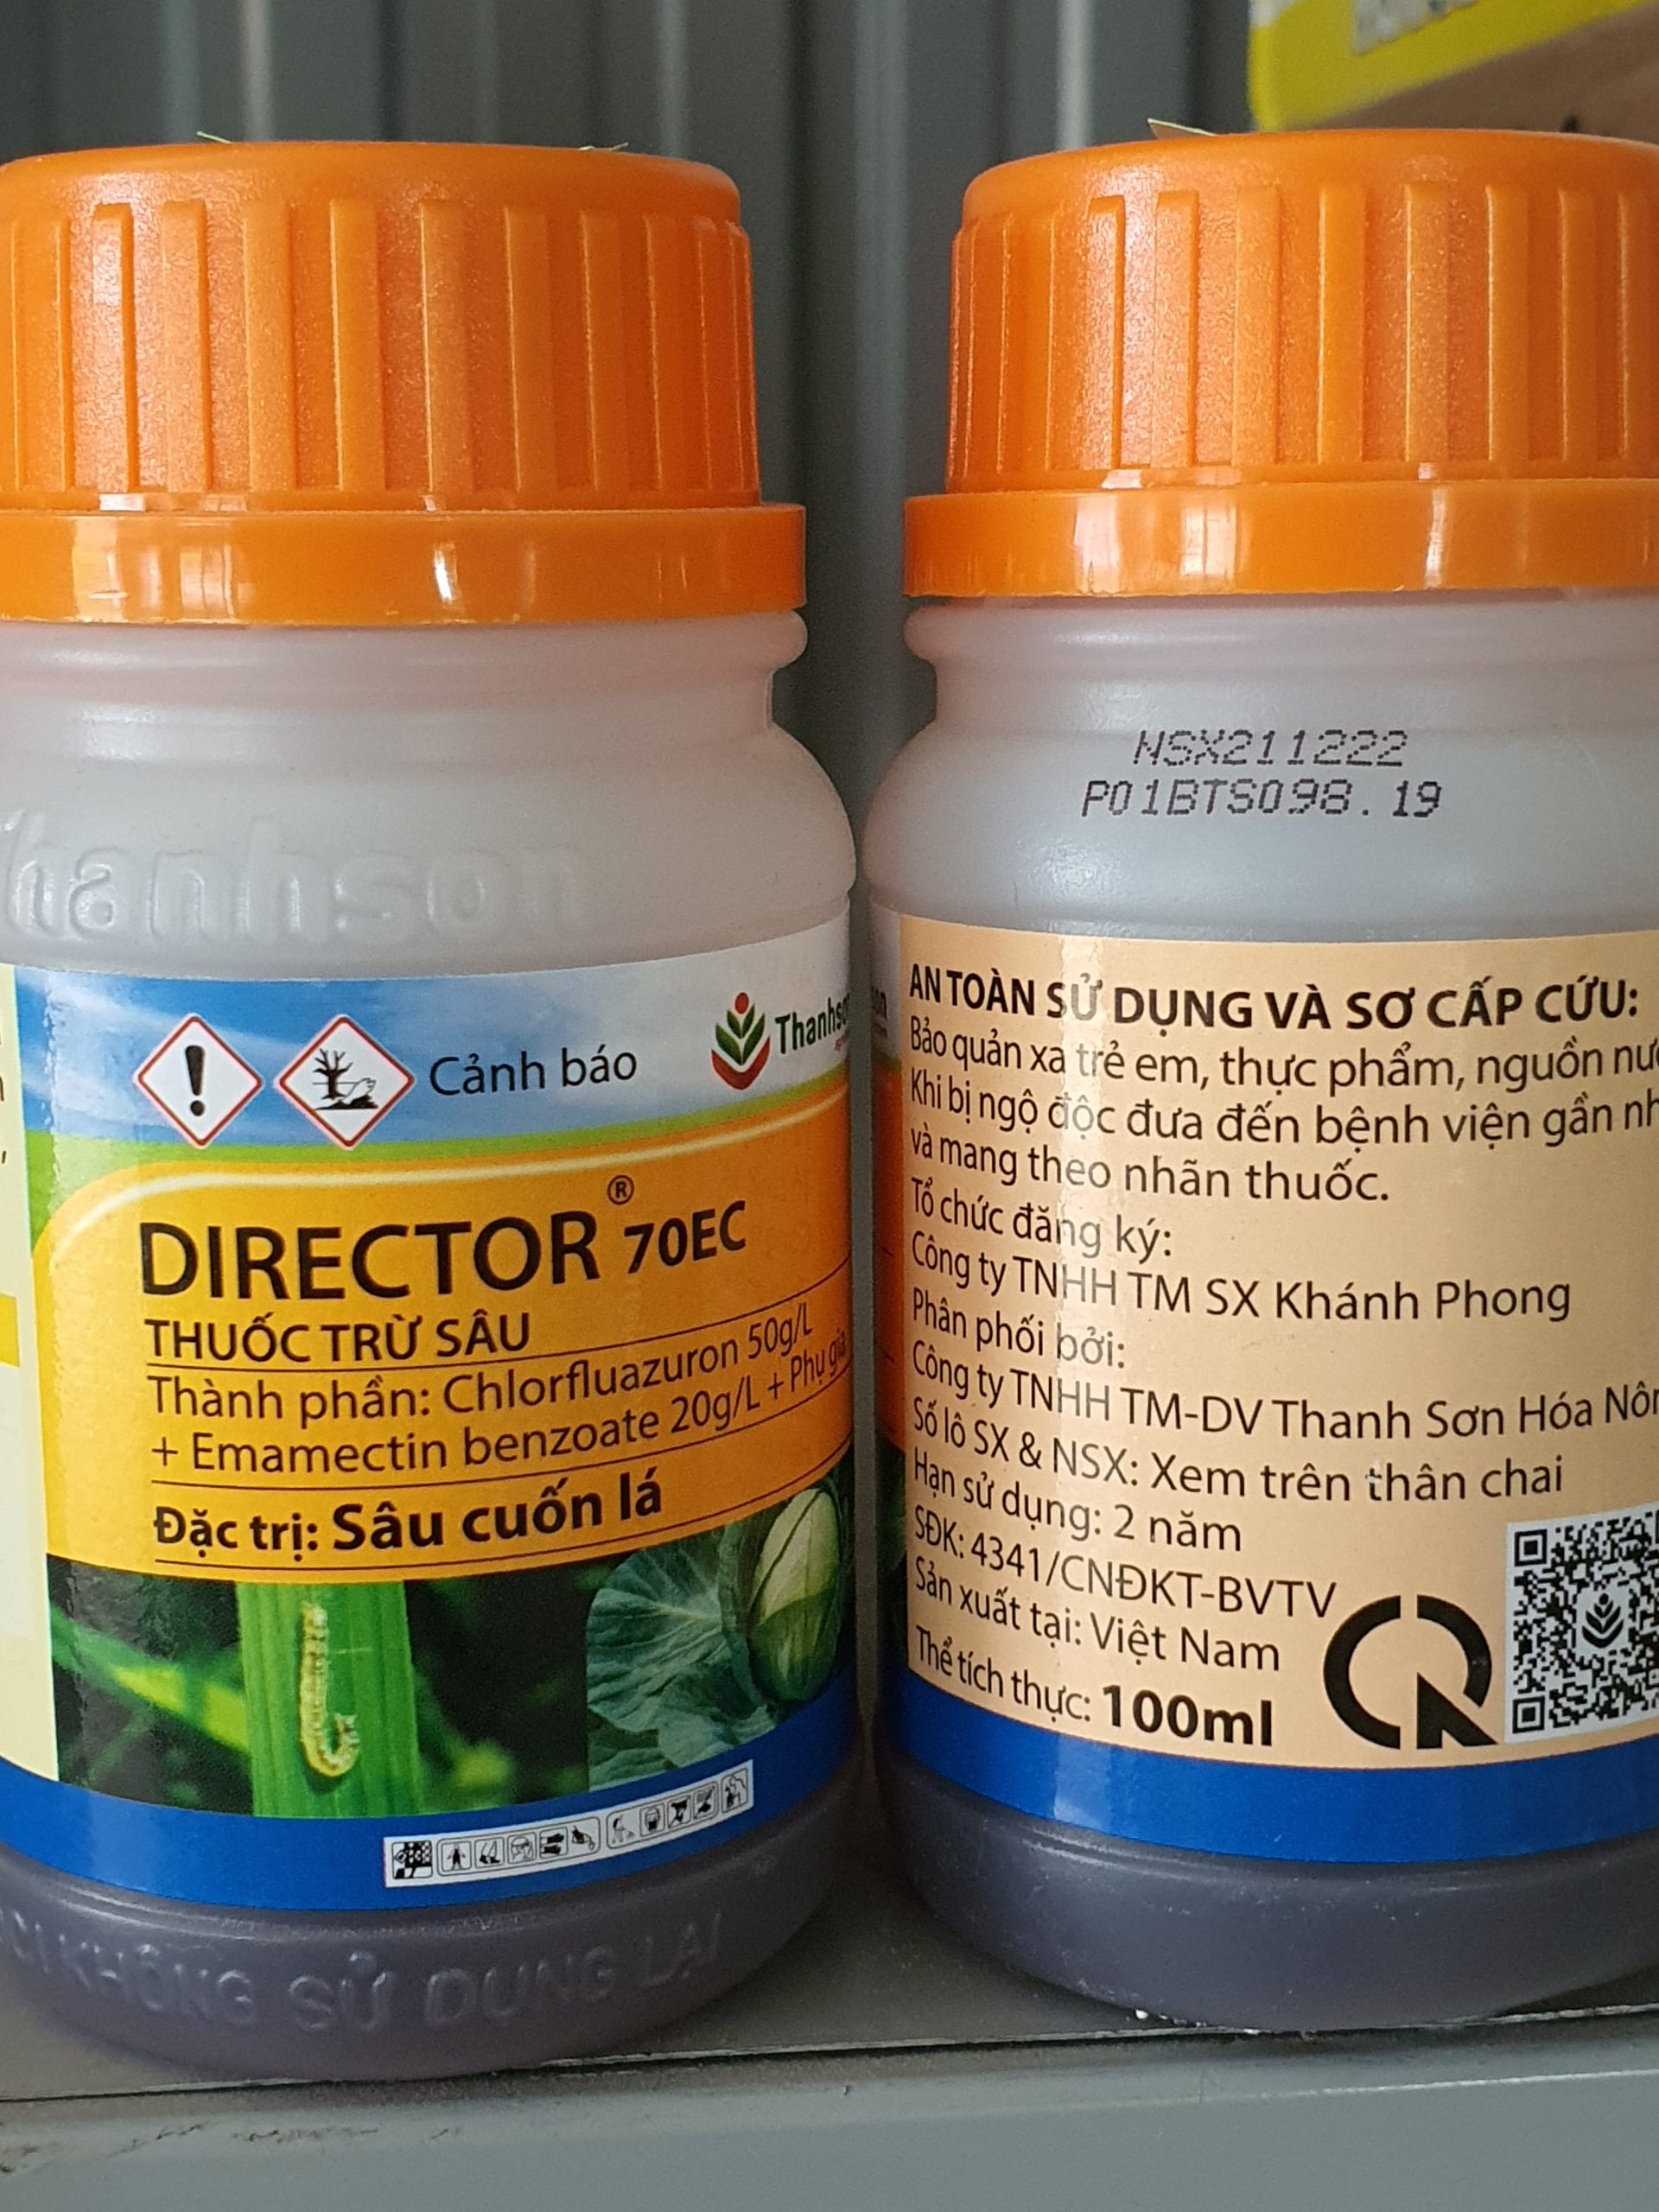 Thanhson
Cảnh báo
Thanhson
DIRECTOR® 70EC
THUỐC TRỪ SÂU
Thành phần: Chlorfluazuron 50g/L
+ Emamectin benzoate 20g/L + Phụ gia
Đặc trị: Sâu cuốn lá
KHÔNG SỬ DỤNG LẠI
NSX211222
P01BTS098.19
AN TOÀN SỬ DỤNG VÀ SƠ CẤP CỨU:
Bảo quản xa trẻ em, thực phẩm, nguồn
Khi bị ngộ độc đưa đến bệnh viện gần
và mang theo nhãn thuốc.
Tổ chức đăng ký:
Công ty TNHH TM SX Khánh Phong
Phân phối bởi:
Công ty TNHH TM-DV Thanh Sơn Hóa
Số lô SX & NSX: Xem trên thân chai
Hạn sử dụng: 2 năm
SĐK: 4341/CNĐKT-BVTV
Sản xuất tại: Việt Nam
Thể tích thực: 100ml